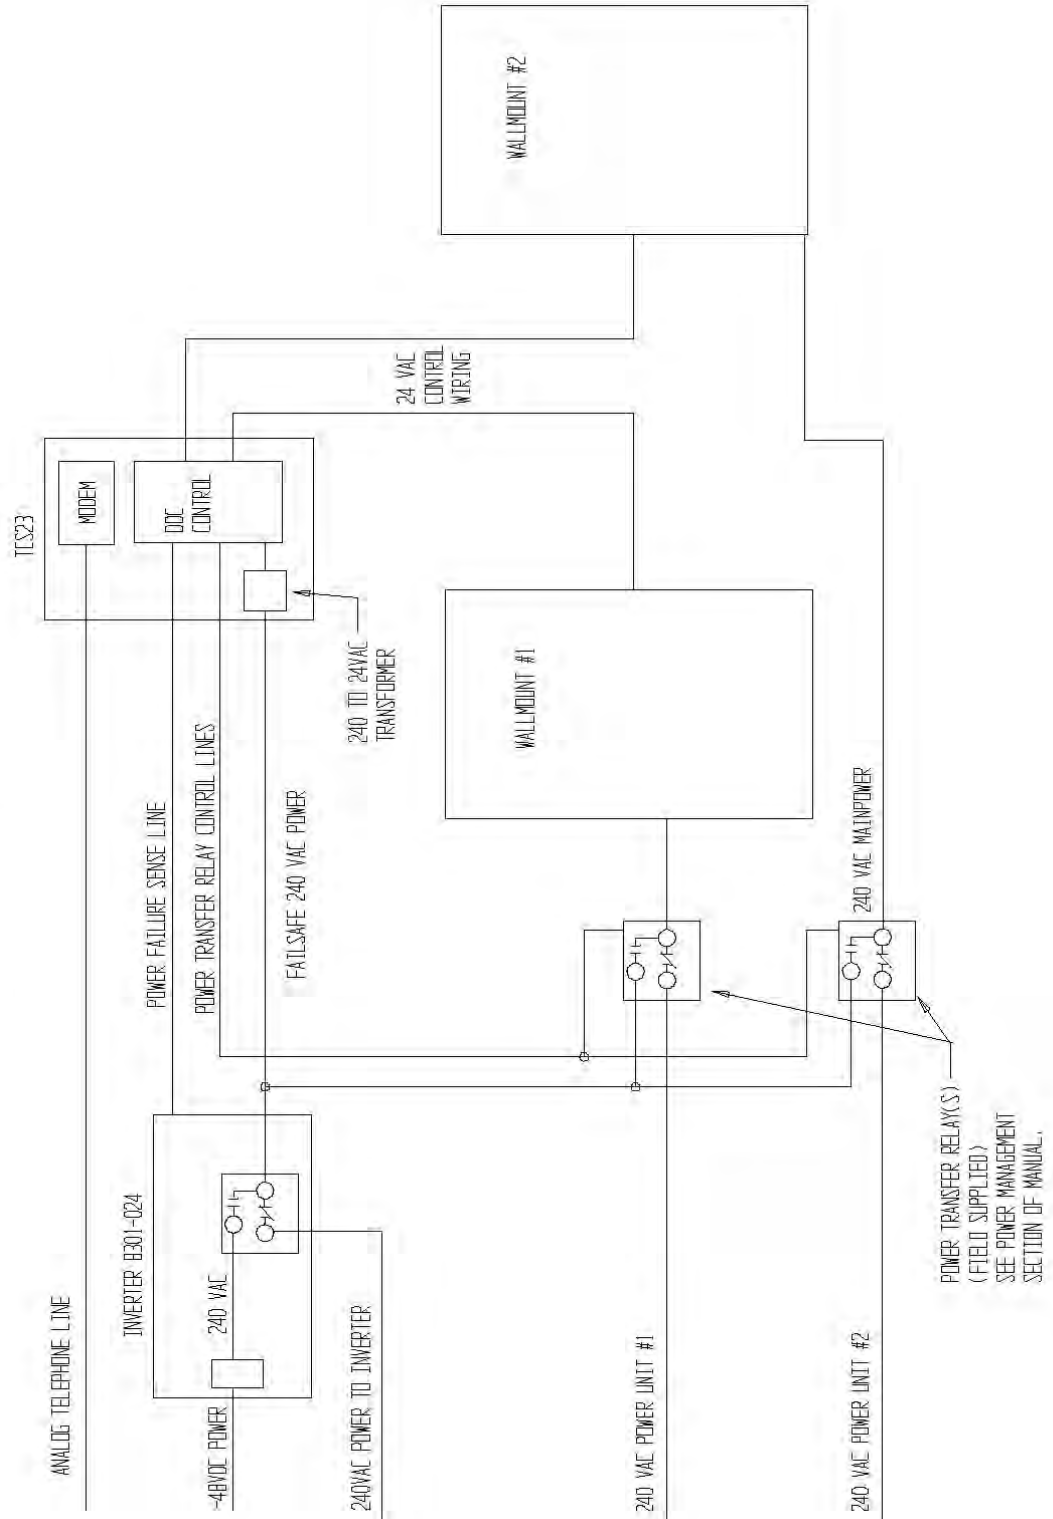 TCS23
MODEM
DDC
CONTROL
24 VAC
CONTROL
WIRING
WALLMOUNT #2
240 TO 24VAC
TRANSFORMER
WALLMOUNT #1
POWER FAILURE SENSE LINE
POWER TRANSFER RELAY CONTROL LINES
FAILSAFE 240 VAC POWER
240 VAC MAINPOWER
ANALOG TELEPHONE LINE
INVERTER 8301-024
240 VAC
-48VDC POWER
240VAC POWER TO INVERTER
240 VAC POWER UNIT #1
240 VAC POWER UNIT #2
POWER TRANSFER RELAY(S)
(FIELD SUPPLIED)
SEE POWER MANAGEMENT
SECTION OF MANUAL.